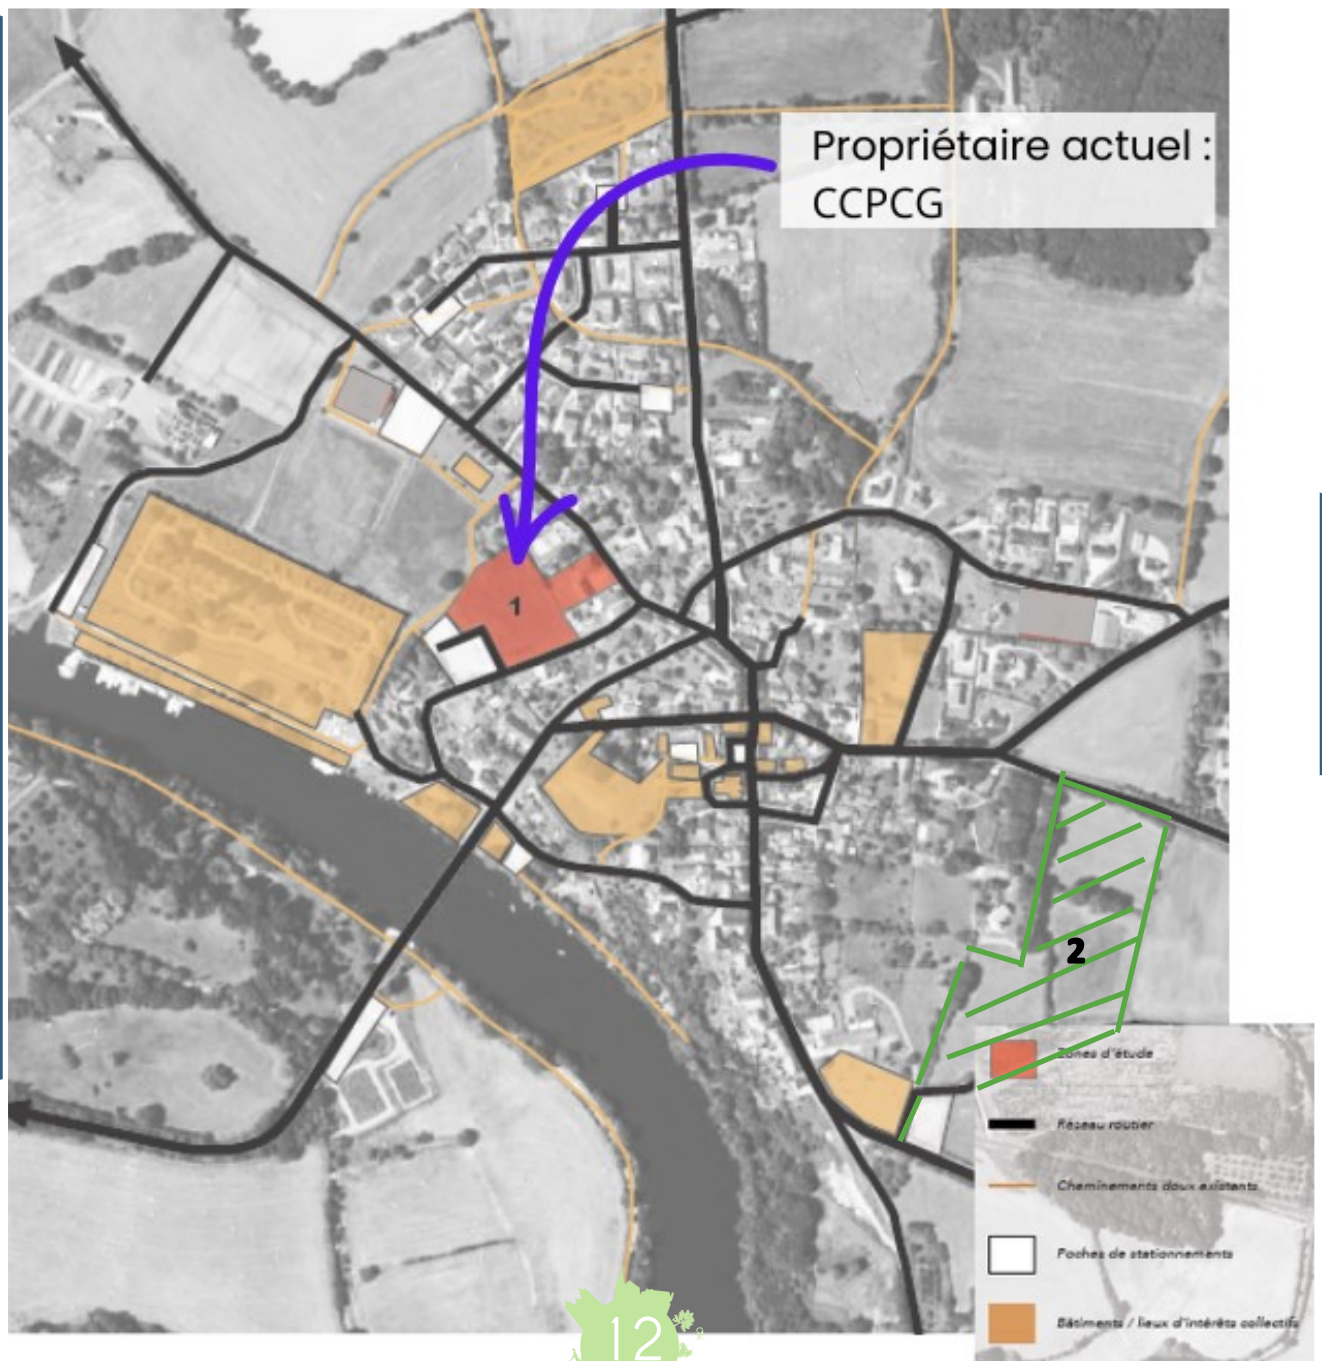 Propriétaire actuel :
CCPCG
1
2
Zones d'étude
Réseau routier
Cheminements doux existants
Poches de stationnements
Bâtiments / lieux d'intérêts collectifs
12